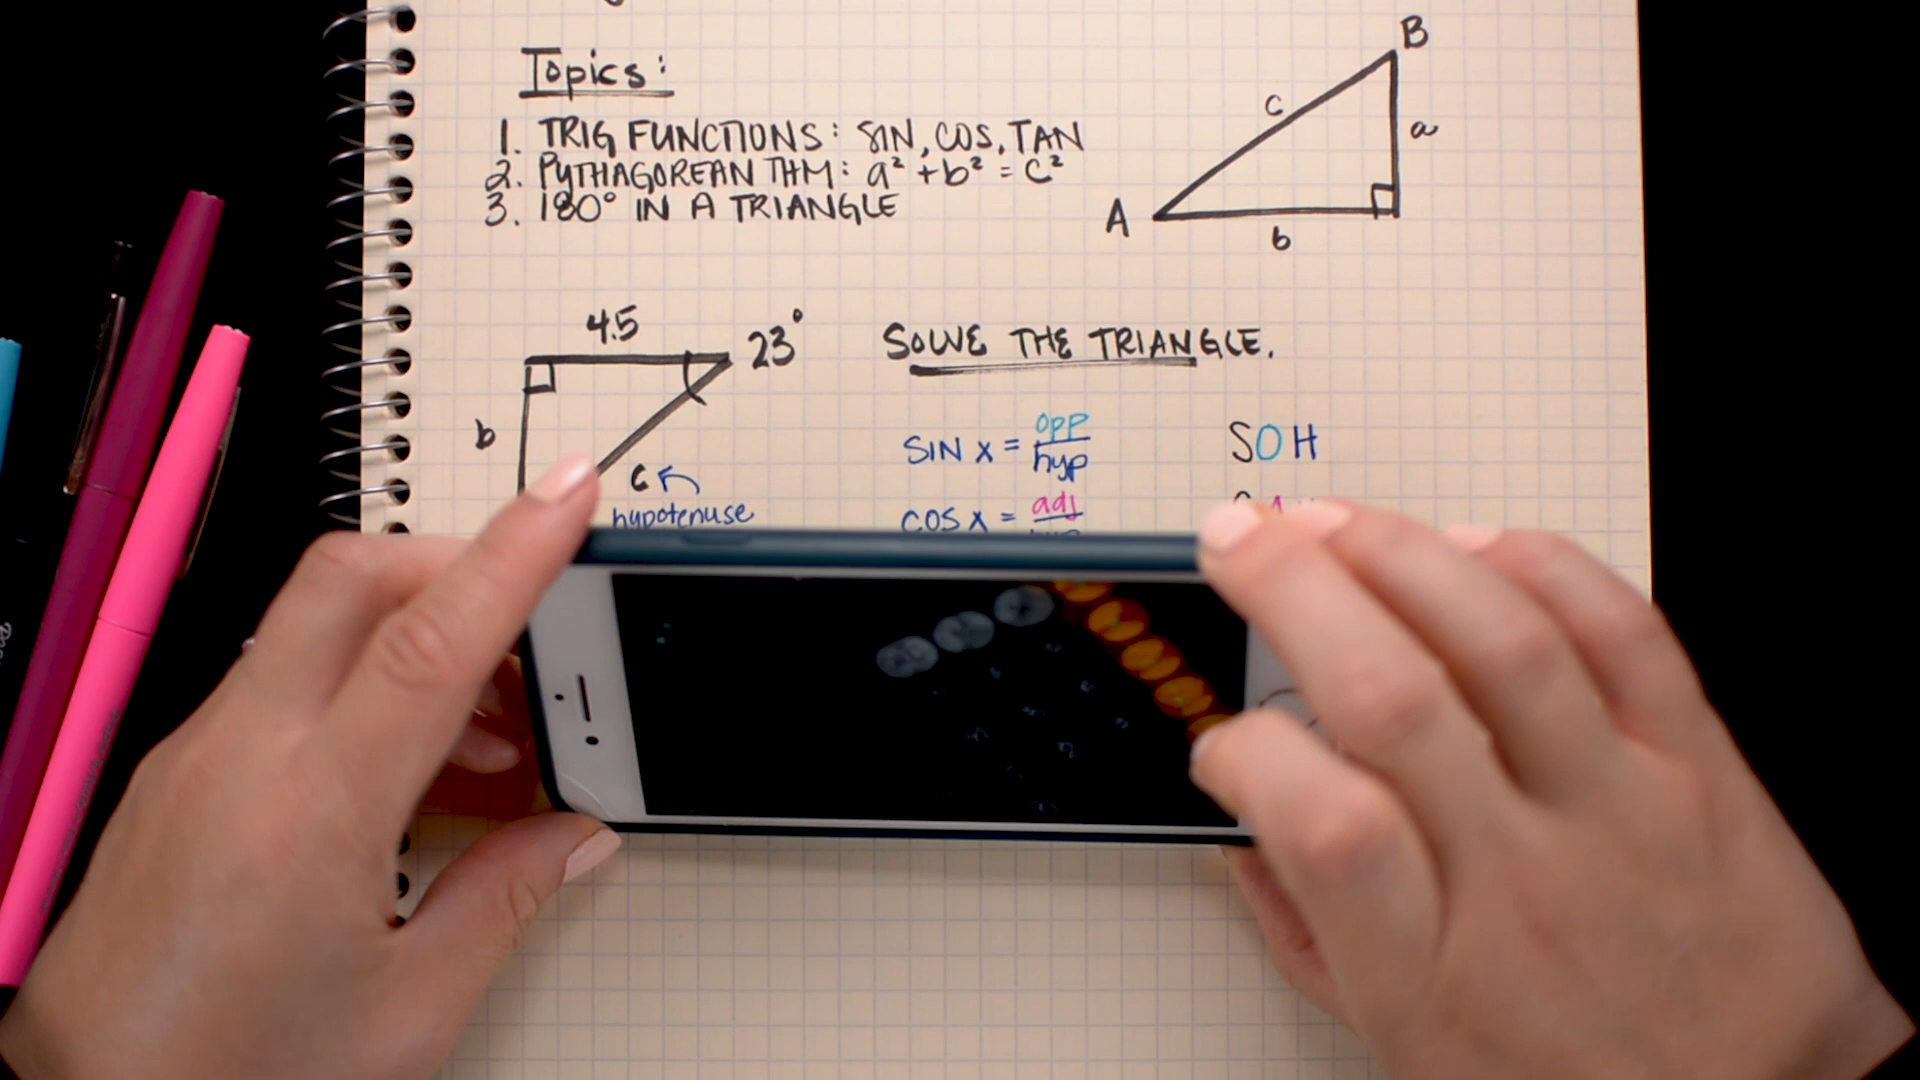 Topics:
1. TRIG FUNCTIONS: SIN, COS, TAN
2. PYTHAGOREAN THM: a² + b² = c²
3. 180° IN A TRIANGLE
B
c
a
A
b
4.5
23°
SOLVE THE TRIANGLE.
b
c
hypotenuse
SIN x = opp/hyp
SOH
COS x = adj